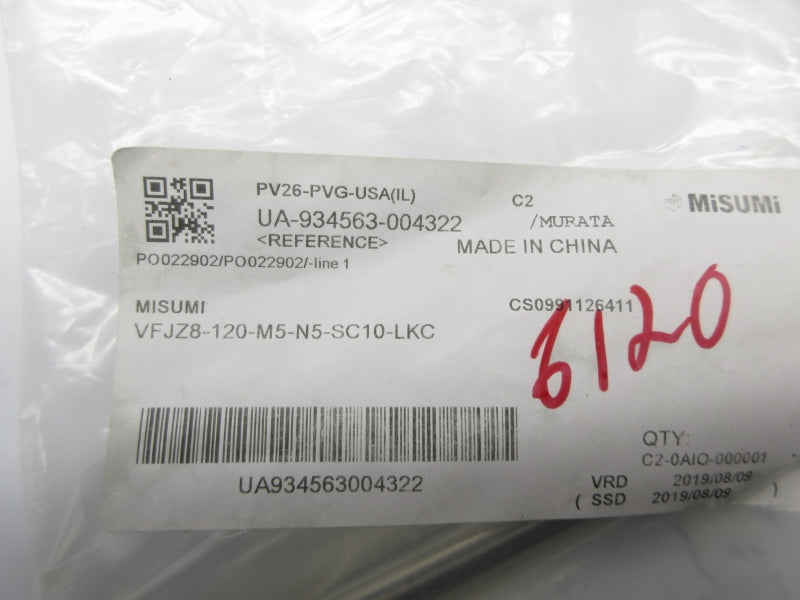 PV26-PVG-USA(IL)
C2
MiSUMi
UA-934563-004322
/MURATA
<REFERENCE>
MADE IN CHINA
PO022902/PO022902/-line 1
MISUMI
CS0991126411
VFJZ8-120-M5-N5-SC10-LKC
6120
QTY:
C2-0AIO-000001
UA934563004322
VRD 2019/08/09
( SSD 2019/08/09 )